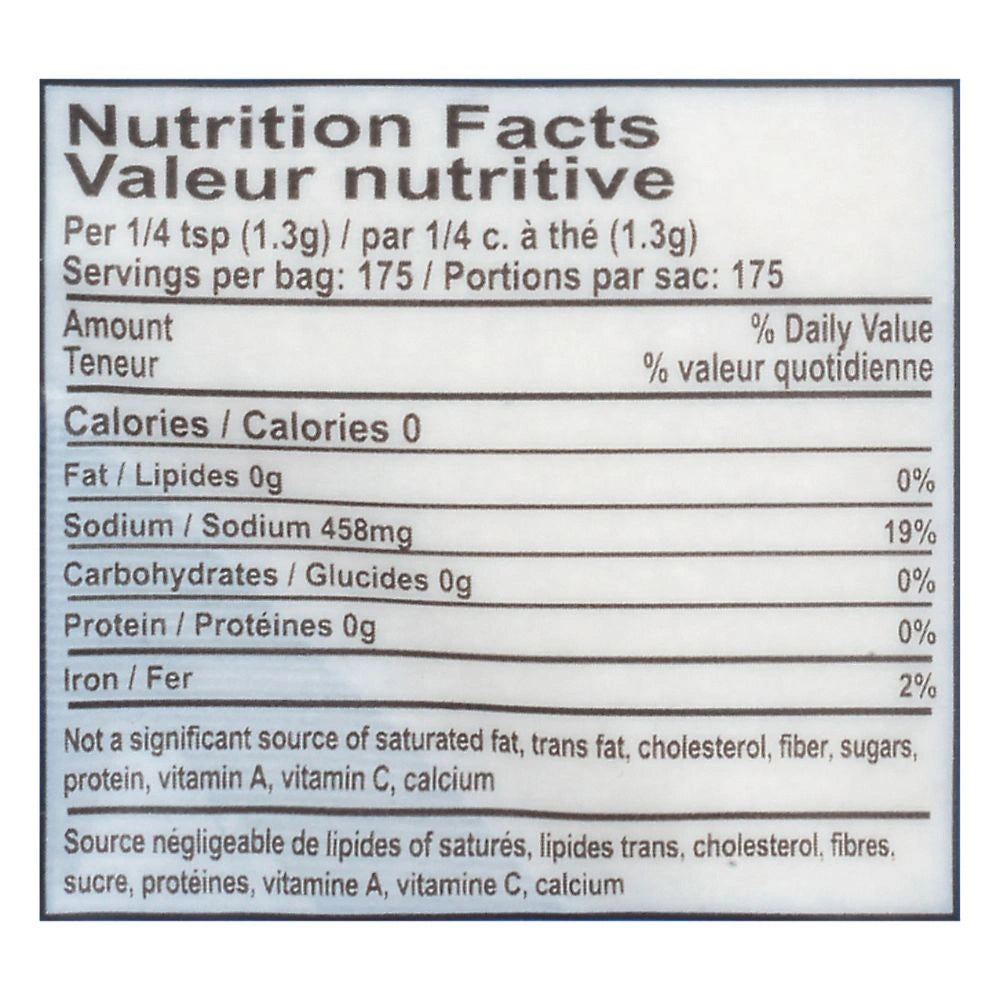 Nutrition Facts
Valeur nutritive
Per 1/4 tsp (1.3g) / par 1/4 c. à thé (1.3g)
Servings per bag: 175 / Portions par sac: 175
Amount % Daily Value
Teneur % valeur quotidienne
Calories / Calories 0
Fat / Lipides 0g 0%
Sodium / Sodium 458mg 19%
Carbohydrates / Glucides 0g 0%
Protein / Protéines 0g 0%
Iron / Fer 2%
Not a significant source of saturated fat, trans fat, cholesterol, fiber, sugars,
protein, vitamin A, vitamin C, calcium
Source négligeable de lipides of saturés, lipides trans, cholesterol, fibres,
sucre, protéines, vitamine A, vitamine C, calcium